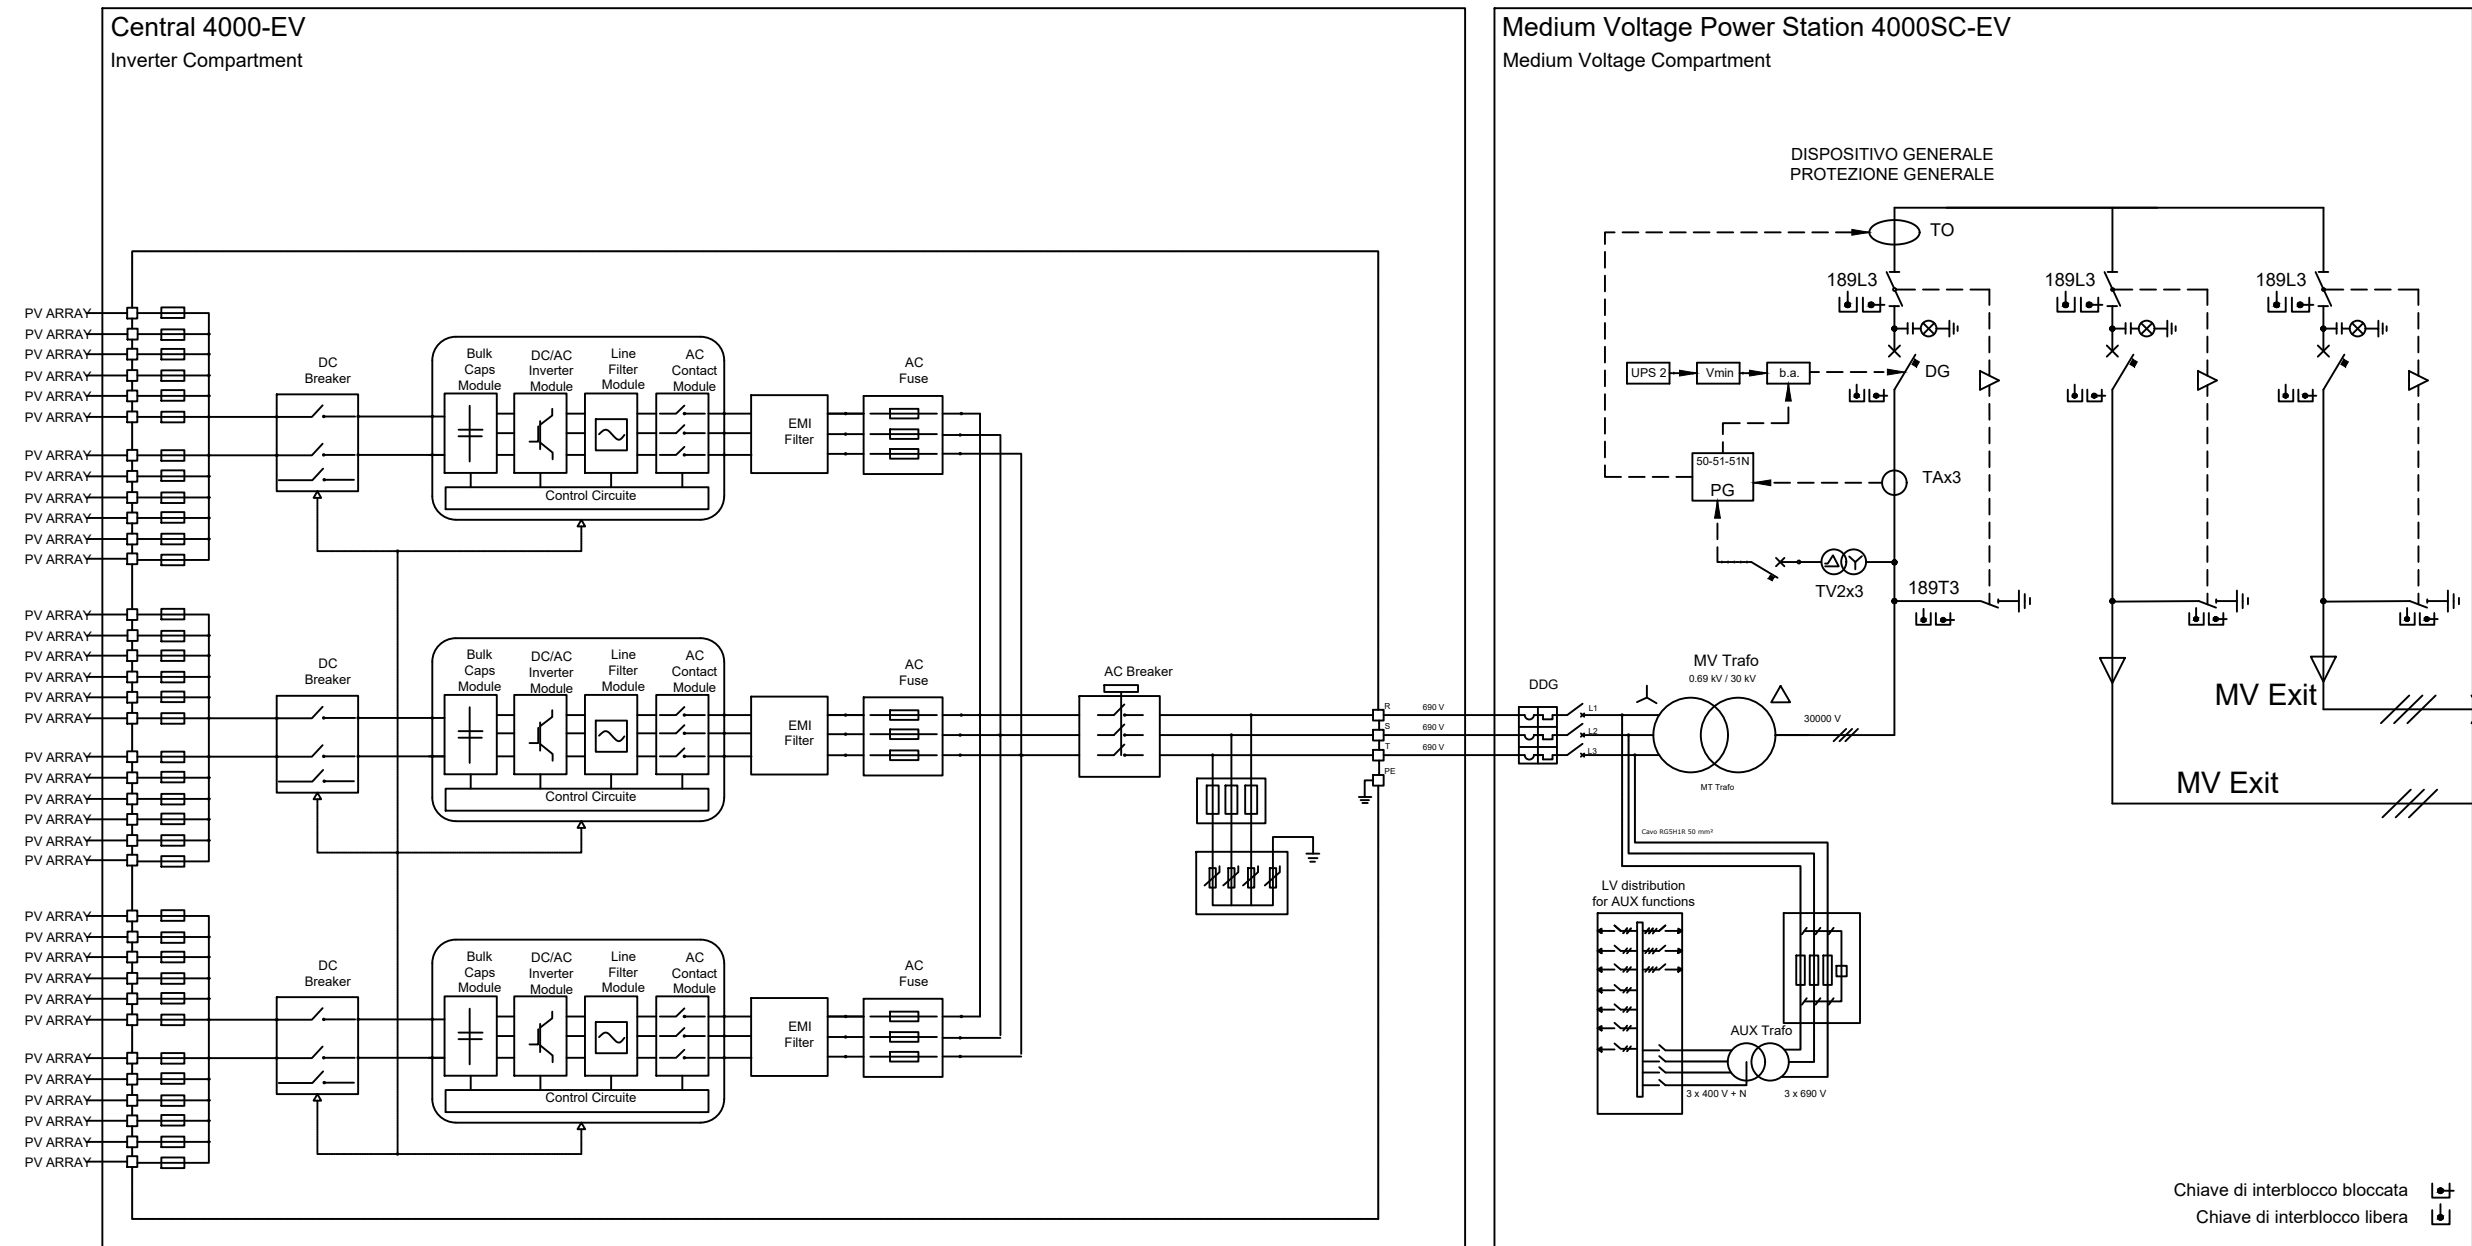 Central 4000-EV
Inverter Compartment
PV ARRAY
PV ARRAY
PV ARRAY
PV ARRAY
PV ARRAY
PV ARRAY
PV ARRAY
PV ARRAY
PV ARRAY
PV ARRAY
PV ARRAY
PV ARRAY
DC
Breaker
Bulk
Caps
Module
DC/AC
Inverter
Module
Line
Filter
Module
AC
Contact
Module
Control Circuite
EMI
Filter
AC
Fuse
PV ARRAY
PV ARRAY
PV ARRAY
PV ARRAY
PV ARRAY
PV ARRAY
PV ARRAY
PV ARRAY
PV ARRAY
PV ARRAY
PV ARRAY
PV ARRAY
DC
Breaker
Bulk
Caps
Module
DC/AC
Inverter
Module
Line
Filter
Module
AC
Contact
Module
Control Circuite
EMI
Filter
AC
Fuse
AC Breaker
R
S
T
PE
690 V
690 V
690 V
PV ARRAY
PV ARRAY
PV ARRAY
PV ARRAY
PV ARRAY
PV ARRAY
PV ARRAY
PV ARRAY
PV ARRAY
PV ARRAY
PV ARRAY
PV ARRAY
DC
Breaker
Bulk
Caps
Module
DC/AC
Inverter
Module
Line
Filter
Module
AC
Contact
Module
Control Circuite
EMI
Filter
AC
Fuse
Medium Voltage Power Station 4000SC-EV
Medium Voltage Compartment
DISPOSITIVO GENERALE
PROTEZIONE GENERALE
TO
189L3
189L3
189L3
UPS 2
Vmin
b.a.
DG
50-51-51N
PG
TAx3
TV2x3
189T3
DDG
L1
L2
L3
MV Trafo
0.69 kV / 30 kV
MT Trafo
30000 V
MV Exit
MV Exit
Cavo RG5H1R 50 mm²
LV distribution
for AUX functions
AUX Trafo
3 x 400 V + N
3 x 690 V
Chiave di interblocco bloccata
Chiave di interblocco libera